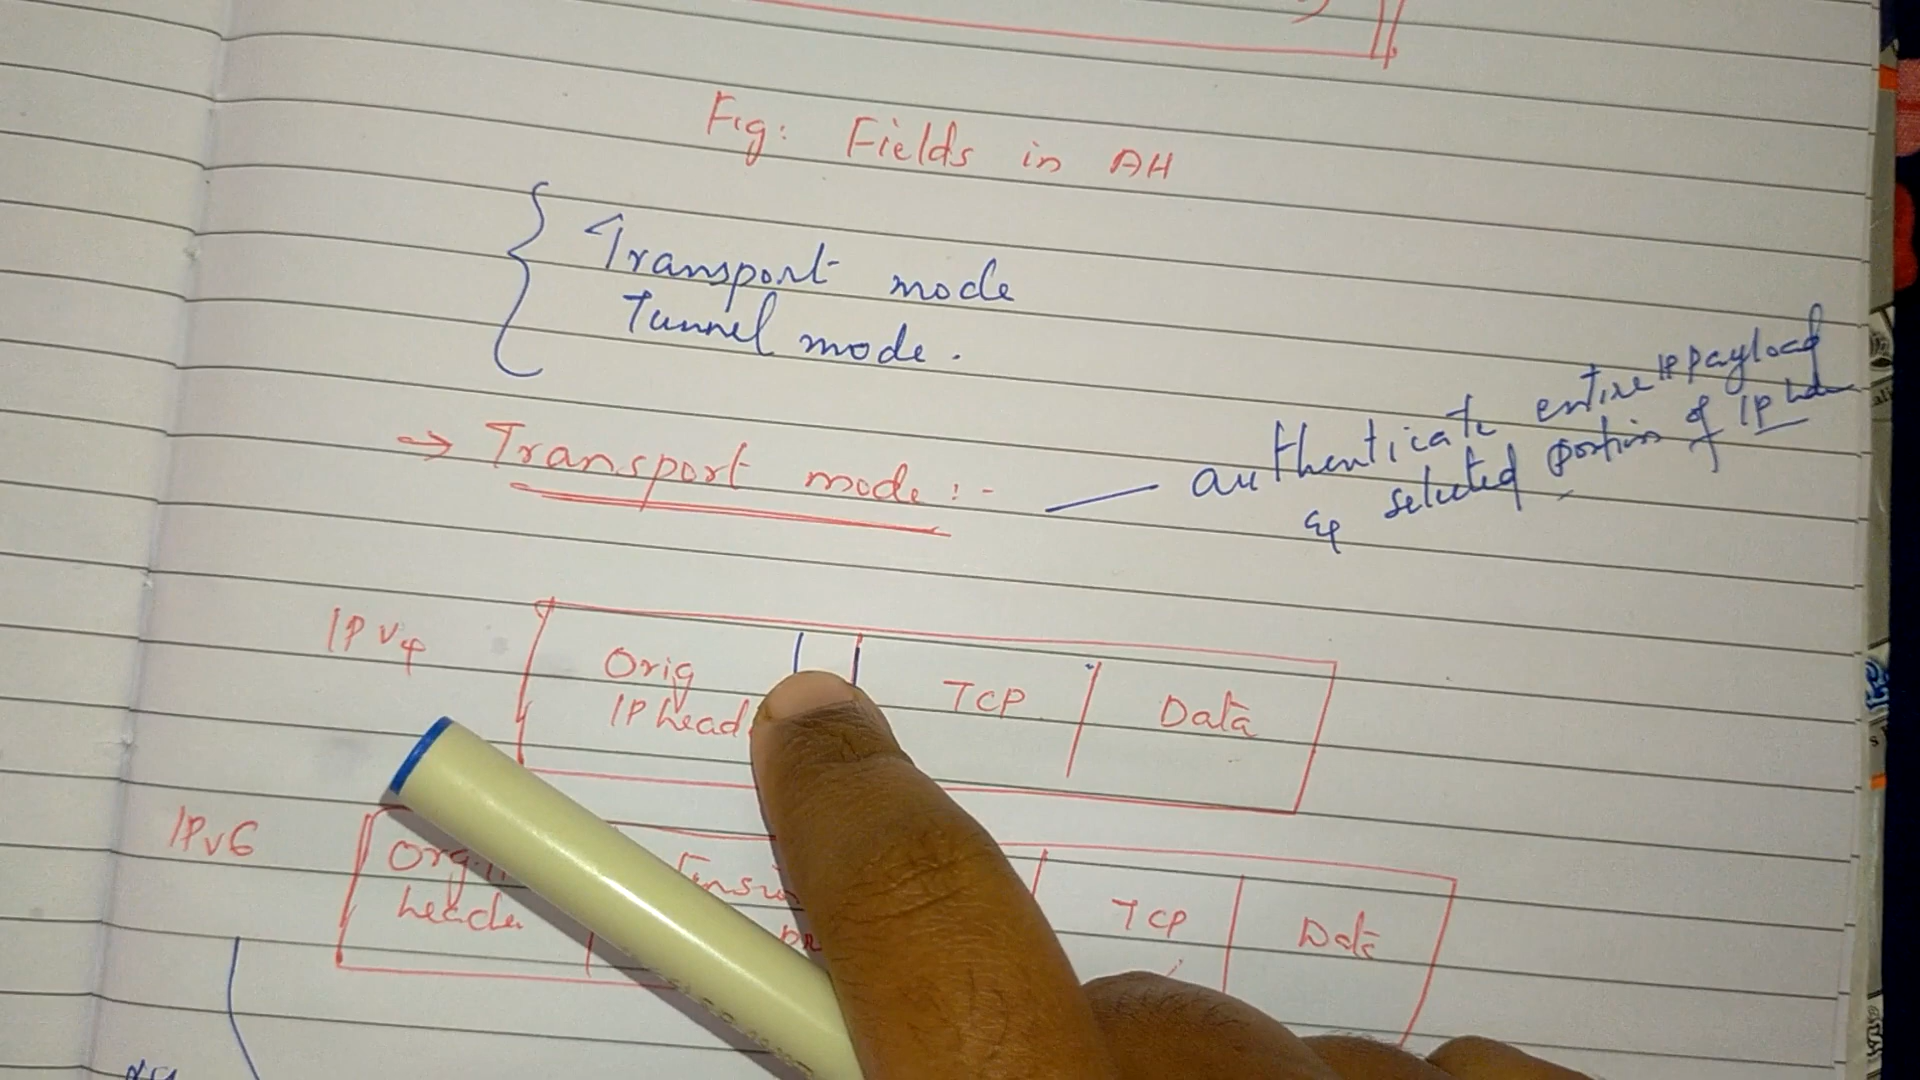 Fig: Fields in AH
Transport mode
Tunnel mode.
→ Transport mode :-
authenticate entire IP payload
& selected portion of IP
IPv4
Orig
IP head
TCP
Data
IPv6
header
TCP
Data